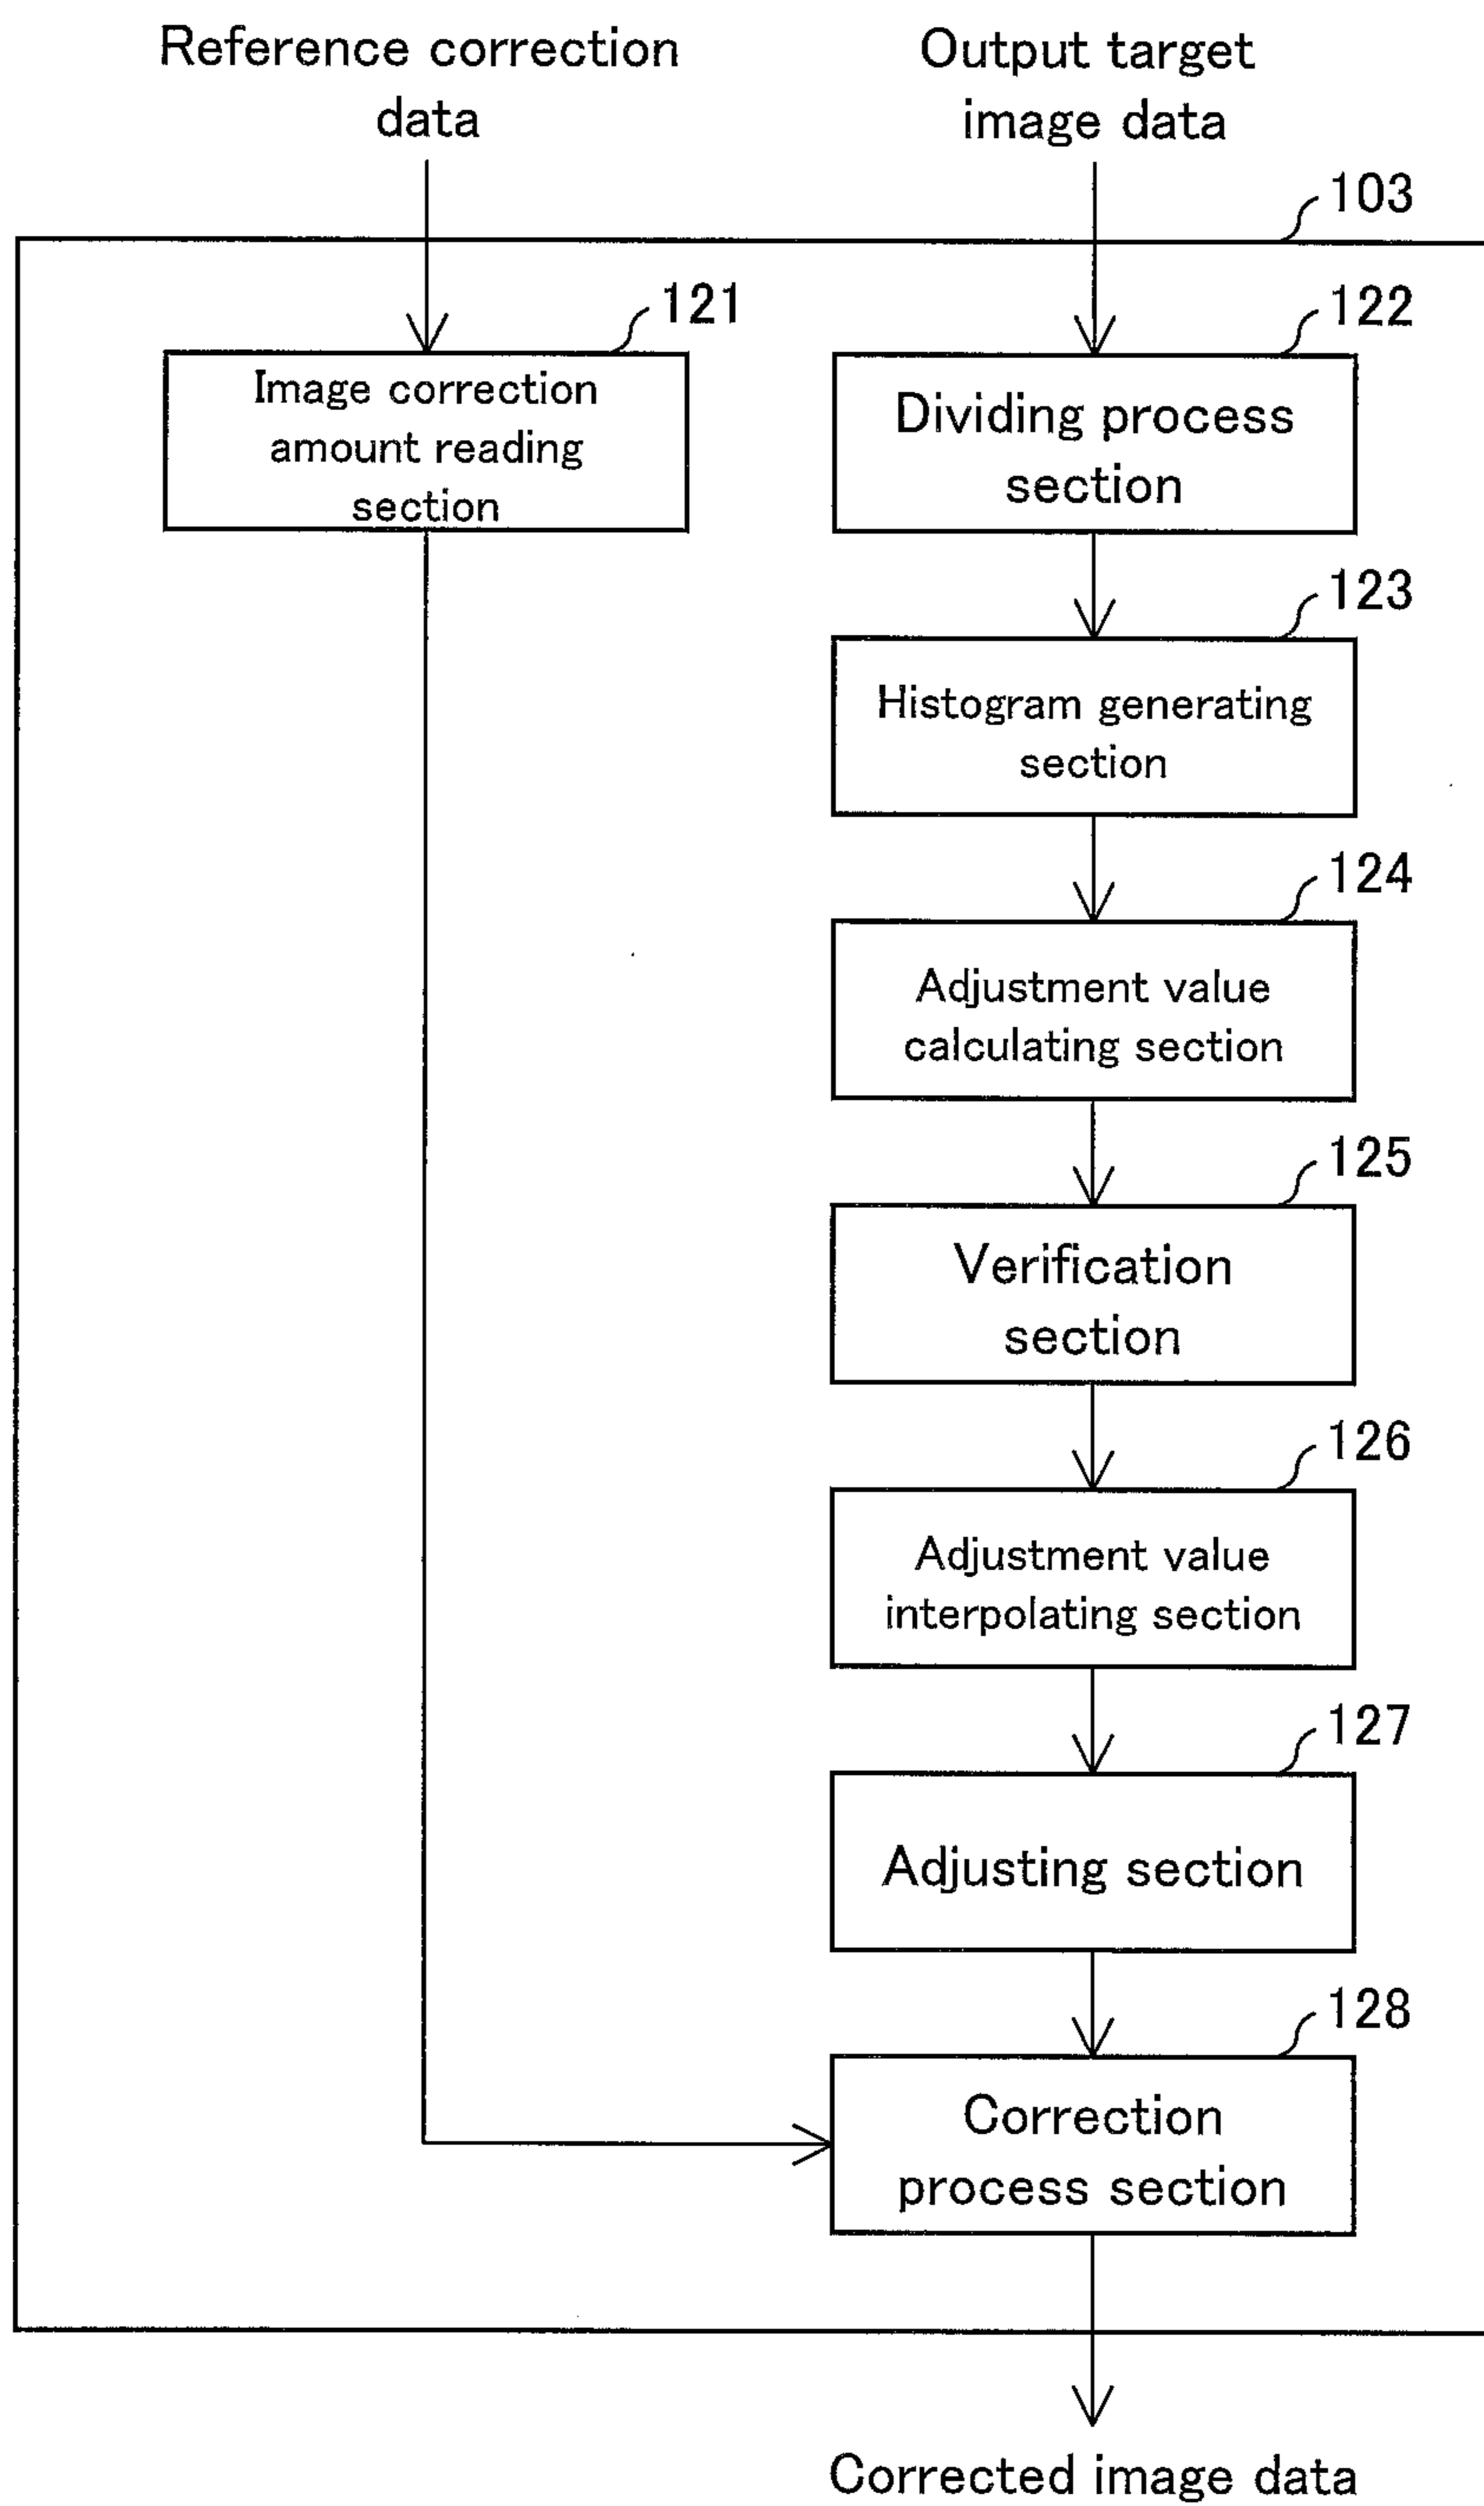 Reference correction
data
Output target
image data
103
121
122
Image correction
amount reading
section
Dividing process
section
123
Histogram generating
section
124
Adjustment value
calculating section
125
Verification
section
126
Adjustment value
interpolating section
127
Adjusting section
128
Correction
process section
Corrected image data